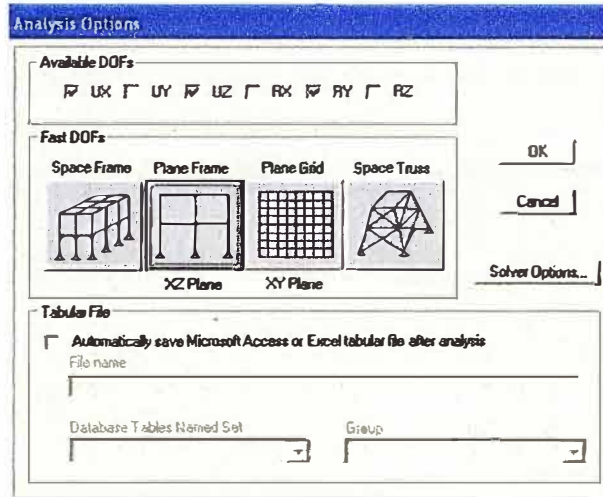 Analysis Options
Available DOFs
UX UY UZ RX RY RZ
Fast DOFs
Space Frame Plane Frame Plane Grid Space Truss
XZ Plane XY Plane
OK
Cancel
Solver Options...
Tabular File
Automatically save Microsoft Access or Excel tabular file after analysis
File name
Database Tables Named Set Group